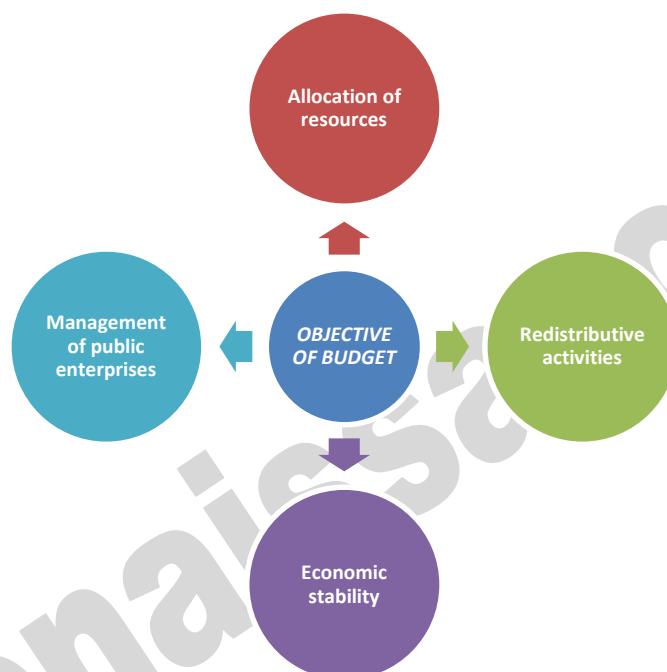 Allocation of
resources
Management
of public
enterprises
OBJECTIVE
OF BUDGET
Redistributive
activities
Economic
stability